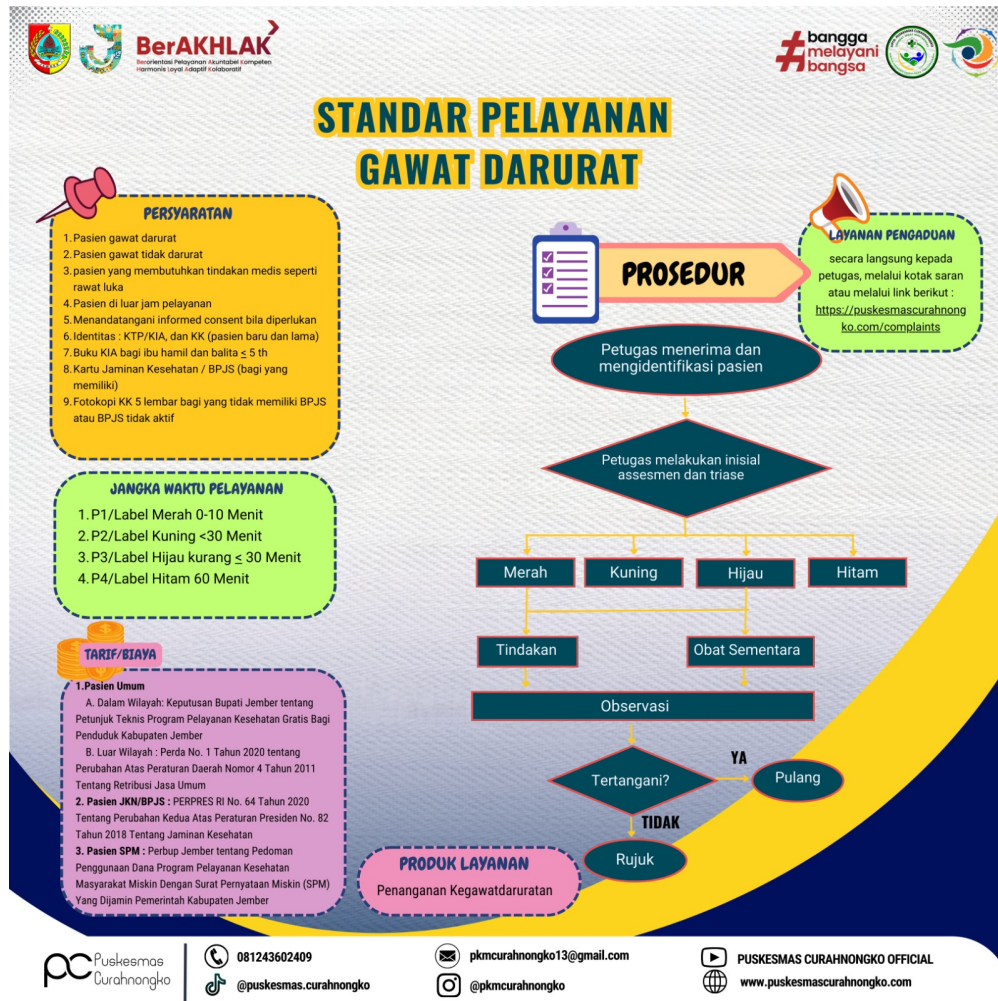 BerAKHLAK
Berorientasi Pelayanan Akuntabel Kompeten
Harmonis Loyal Adaptif Kolaboratif
#bangga
melayani
bangsa
STANDAR PELAYANAN
GAWAT DARURAT
PERSYARATAN
1. Pasien gawat darurat
2. Pasien gawat tidak darurat
3. pasien yang membutuhkan tindakan medis seperti
rawat luka
4. Pasien di luar jam pelayanan
5. Menandatangani informed consent bila diperlukan
6. Identitas : KTP/KIA, dan KK (pasien baru dan lama)
7. Buku KIA bagi ibu hamil dan balita ≤ 5 th
8. Kartu Jaminan Kesehatan / BPJS (bagi yang
memiliki)
9. Fotokopi KK 5 lembar bagi yang tidak memiliki BPJS
atau BPJS tidak aktif
JANGKA WAKTU PELAYANAN
1. P1/Label Merah 0-10 Menit
2. P2/Label Kuning <30 Menit
3. P3/Label Hijau kurang ≤ 30 Menit
4. P4/Label Hitam 60 Menit
TARIF/BIAYA
1.Pasien Umum
A. Dalam Wilayah: Keputusan Bupati Jember tentang
Petunjuk Teknis Program Pelayanan Kesehatan Gratis Bagi
Penduduk Kabupaten Jember
B. Luar Wilayah : Perda No. 1 Tahun 2020 tentang
Perubahan Atas Peraturan Daerah Nomor 4 Tahun 2011
Tentang Retribusi Jasa Umum
2. Pasien JKN/BPJS : PERPRES RI No. 64 Tahun 2020
Tentang Perubahan Kedua Atas Peraturan Presiden No. 82
Tahun 2018 Tentang Jaminan Kesehatan
3. Pasien SPM : Perbup Jember tentang Pedoman
Penggunaan Dana Program Pelayanan Kesehatan
Masyarakat Miskin Dengan Surat Pernyataan Miskin (SPM)
Yang Dijamin Pemerintah Kabupaten Jember
PROSEDUR
LAYANAN PENGADUAN
secara langsung kepada
petugas, melalui kotak saran
atau melalui link berikut :
https://puskesmascurahnong
ko.com/complaints
Petugas menerima dan
mengidentifikasi pasien
Petugas melakukan inisial
assesmen dan triase
Merah
Kuning
Hijau
Hitam
Tindakan
Obat Sementara
Observasi
Tertangani?
YA
Pulang
TIDAK
Rujuk
PRODUK LAYANAN
Penanganan Kegawatdaruratan
PC Puskesmas
Curahnongko
081243602409
@puskesmas.curahnongko
pkmcurahnongko13@gmail.com
@pkmcurahnongko
PUSKESMAS CURAHNONGKO OFFICIAL
www.puskesmascurahnongko.com